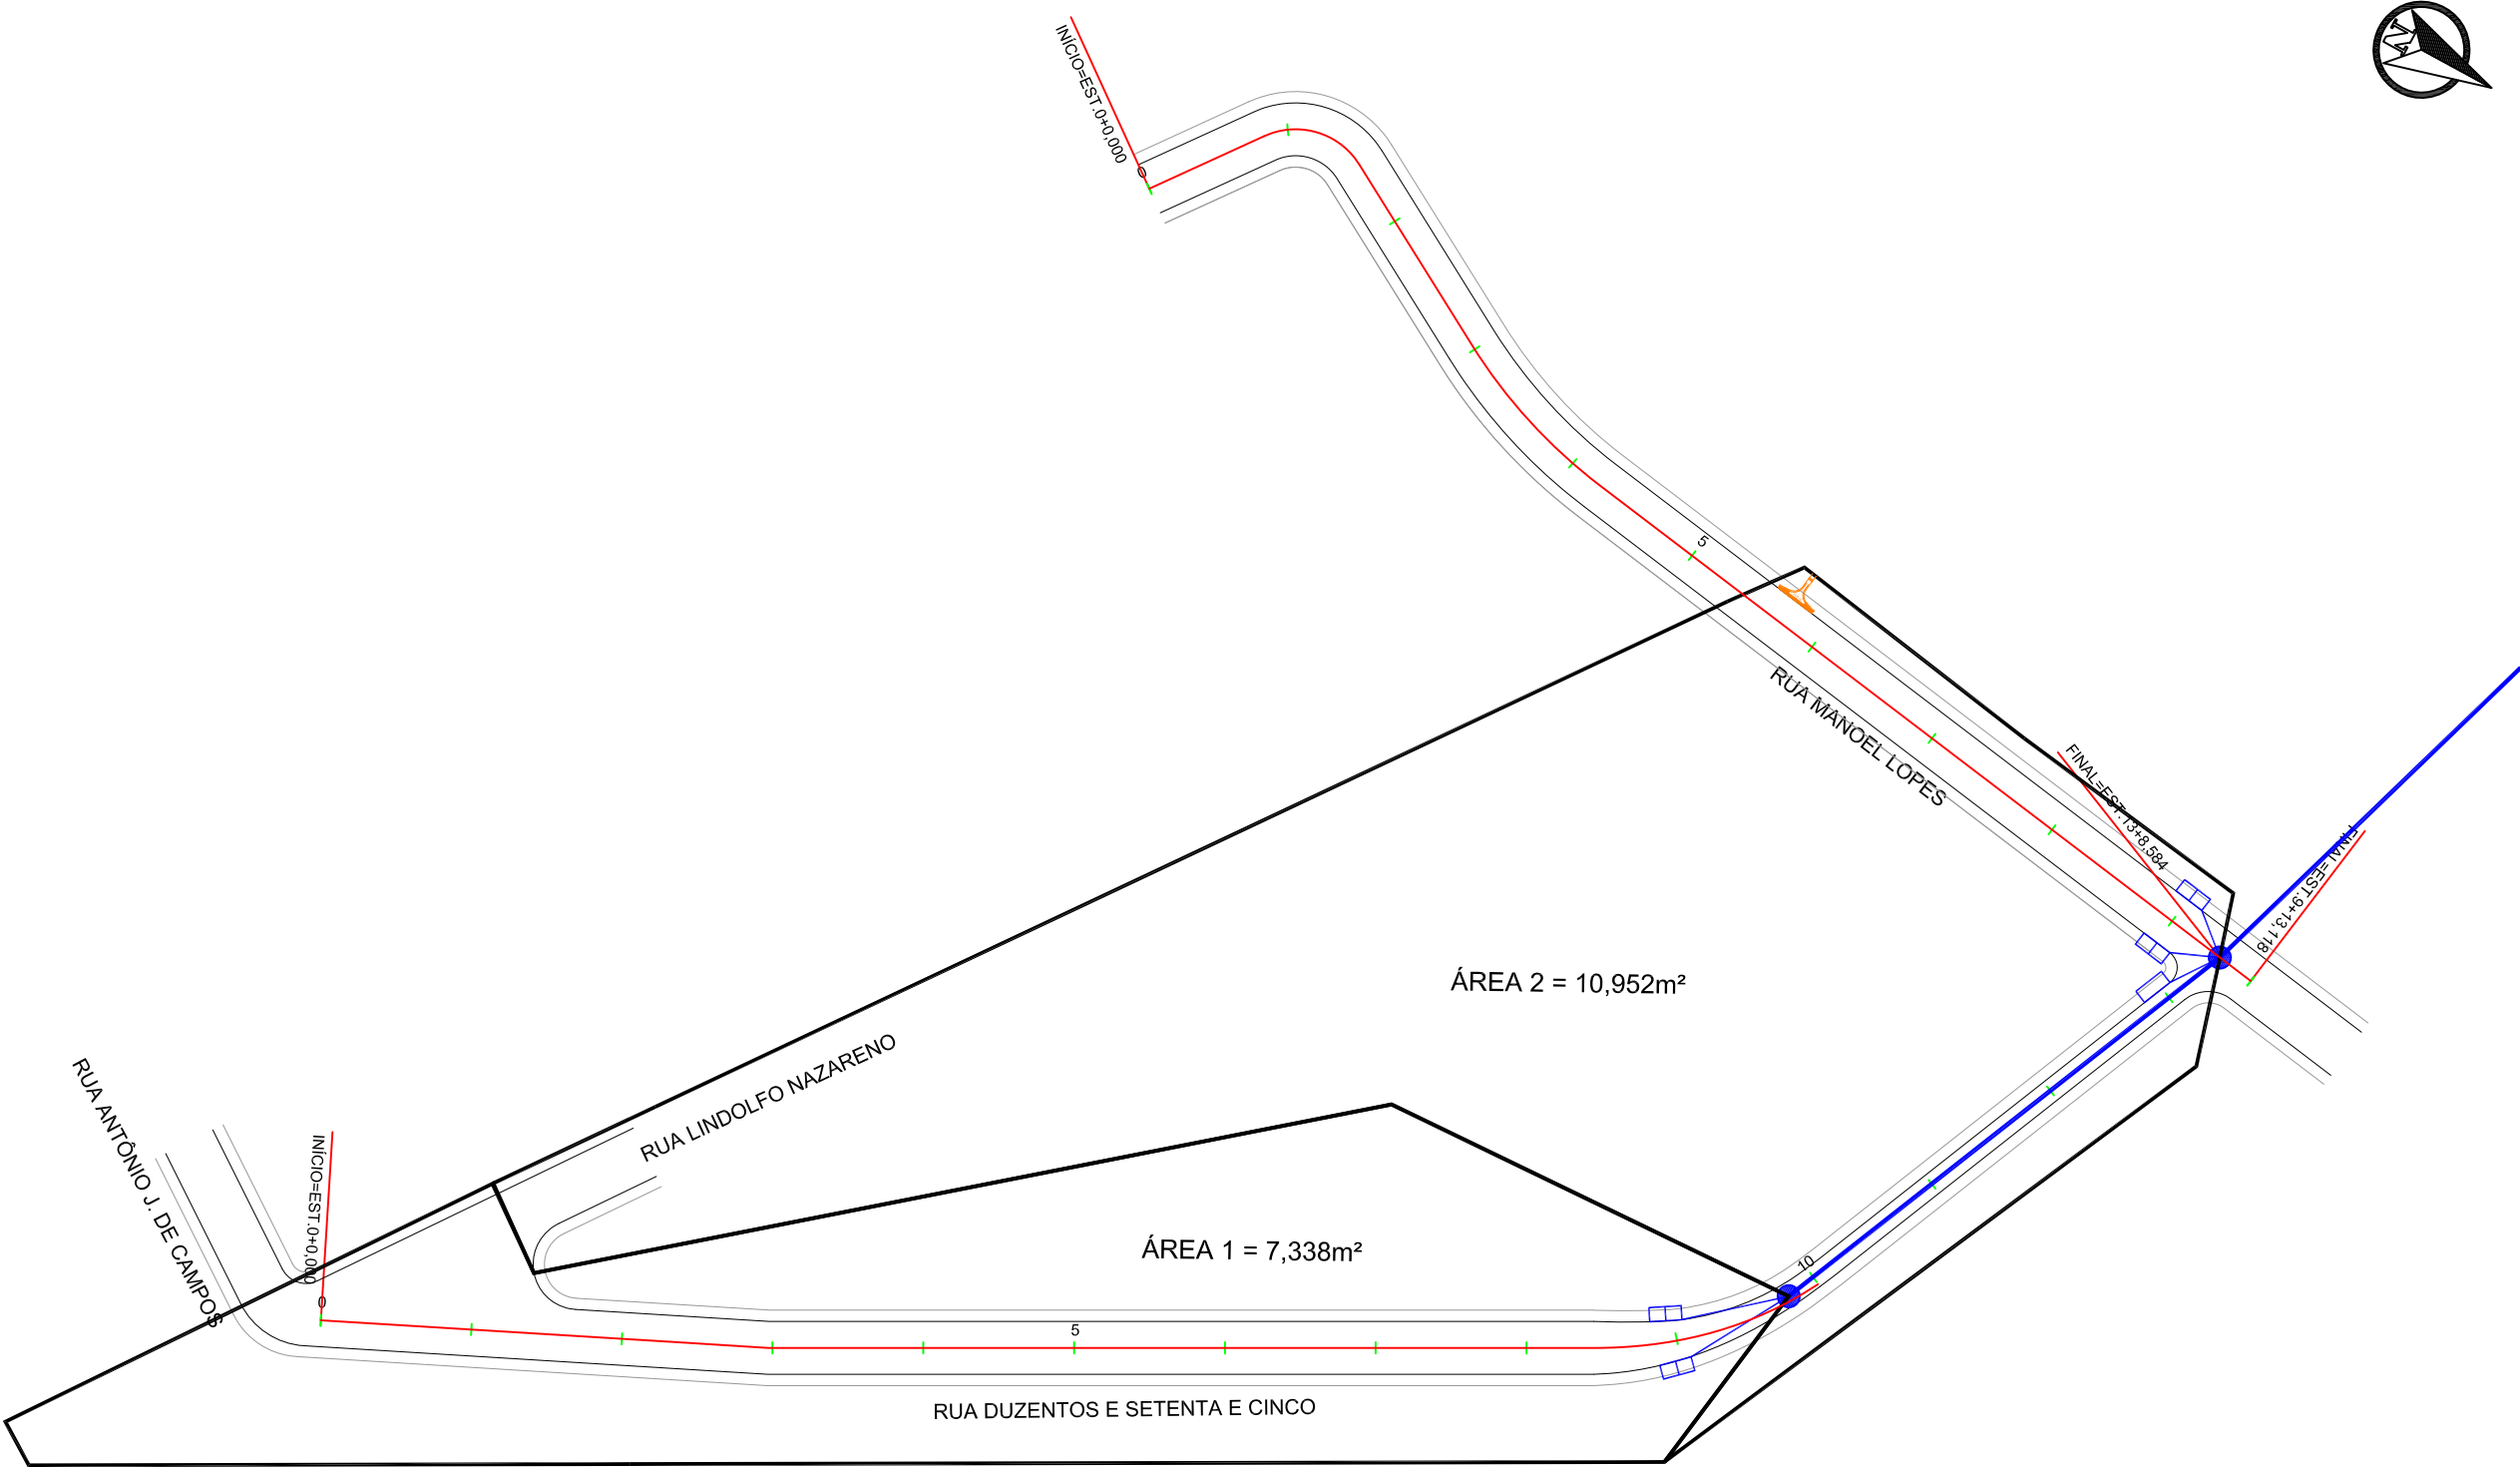 INÍCIO=EST.0+0,000
0
N
5
RUA MANOEL LOPES
FINAL=EST.13+8,584
FINAL=EST.9+13,118
ÁREA 2 = 10,952m²
RUA LINDOLFO NAZARENO
RUA ANTÔNIO J. DE CAMPOS
INÍCIO=EST.0+0,000
0
ÁREA 1 = 7,338m²
10
5
RUA DUZENTOS E SETENTA E CINCO